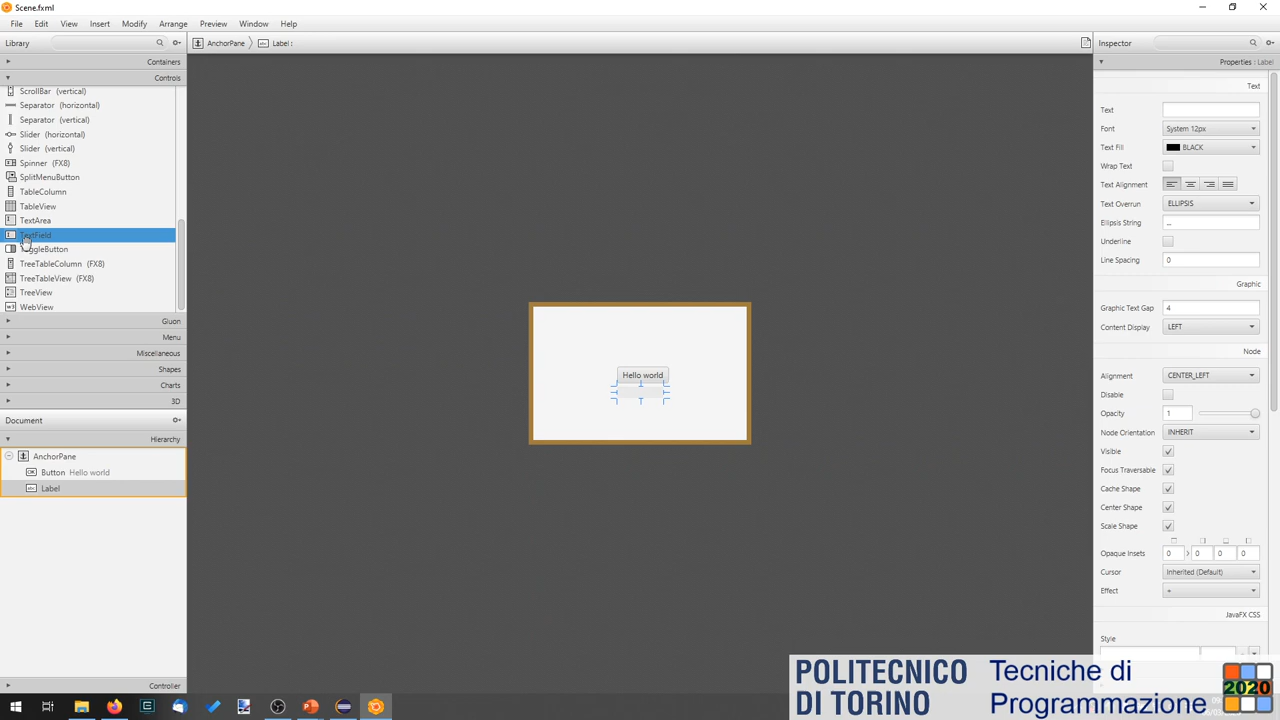 Scene.fxml
File Edit View Insert Modify Arrange Preview Window Help
Library
AnchorPane Label :
Inspector
Containers
Properties : Label
Controls
ScrollBar (vertical)
Separator (horizontal)
Separator (vertical)
Slider (horizontal)
Slider (vertical)
Spinner (FX8)
SplitMenuButton
TableColumn
TableView
TextArea
TextField
ToggleButton
TreeTableColumn (FX8)
TreeTableView (FX8)
TreeView
WebView
Gluon
Menu
Miscellaneous
Shapes
Charts
3D
Document
Hierarchy
AnchorPane
OK Button Hello world
abc Label
Controller
Hello world
Text
Text
Font System 12px
Text Fill BLACK
Wrap Text
Text Alignment
Text Overrun ELLIPSIS
Ellipsis String ...
Underline
Line Spacing 0
Graphic
Graphic Text Gap 4
Content Display LEFT
Node
Alignment CENTER_LEFT
Disable
Opacity 1
Node Orientation INHERIT
Visible
Focus Traversable
Cache Shape
Center Shape
Scale Shape
Opaque Insets 0 0 0 0
Cursor Inherited (Default)
Effect +
JavaFX CSS
Style
POLITECNICO
DI TORINO
Tecniche di
Programmazione
2020